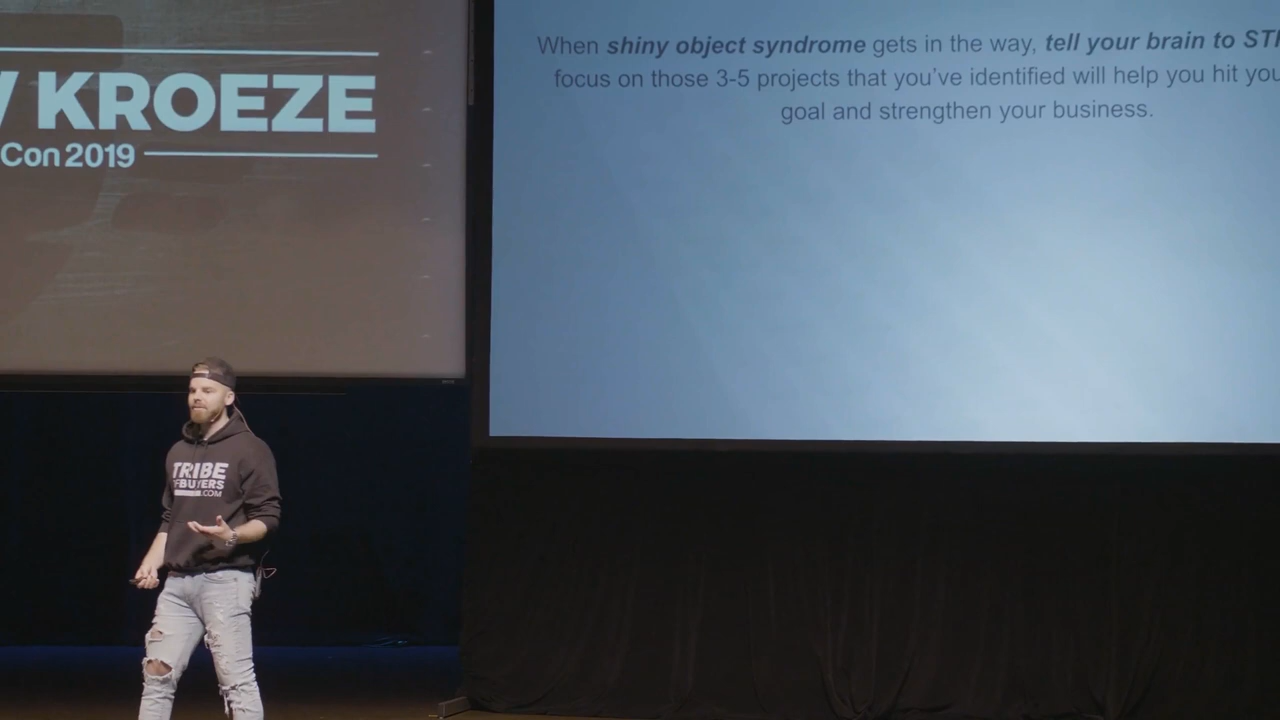 KROEZE
Con 2019
When shiny object syndrome gets in the way, tell your brain to
focus on those 3-5 projects that you've identified will help you hit
goal and strengthen your business.
TRIBE
OFBUYERS
.COM